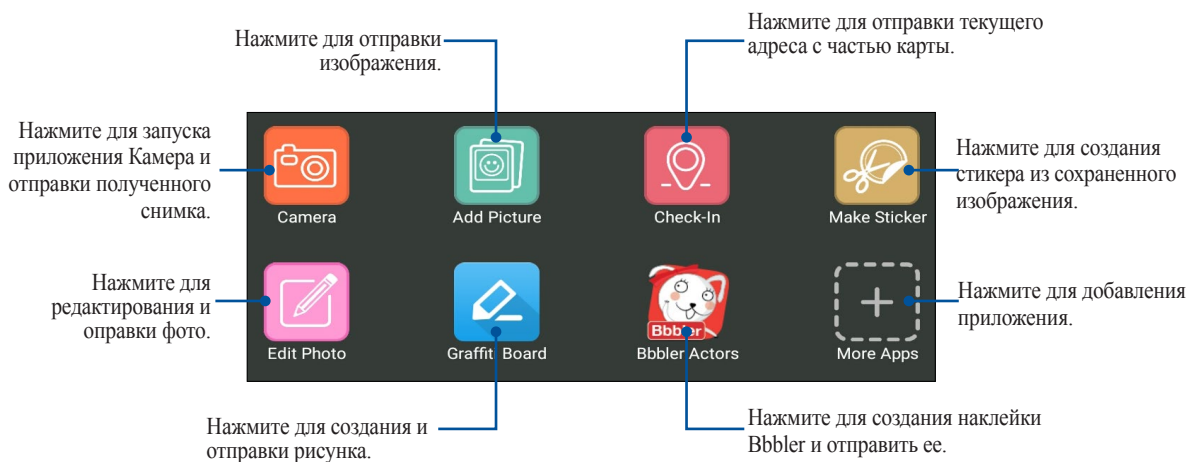 Нажмите для отправки
изображения.
Нажмите для отправки текущего
адреса с частью карты.
Нажмите для запуска
приложения Камера и
отправки полученного
снимка.
Нажмите для создания
стикера из сохраненного
изображения.
Camera
Add Picture
Check-In
Make Sticker
Нажмите для
редактирования и
оправки фото.
Нажмите для добавления
приложения.
Bbbler
Edit Photo
Graffiti Board
Bbbler Actors
More Apps
Нажмите для создания и
отправки рисунка.
Нажмите для создания наклейки
Bbbler и отправить ее.